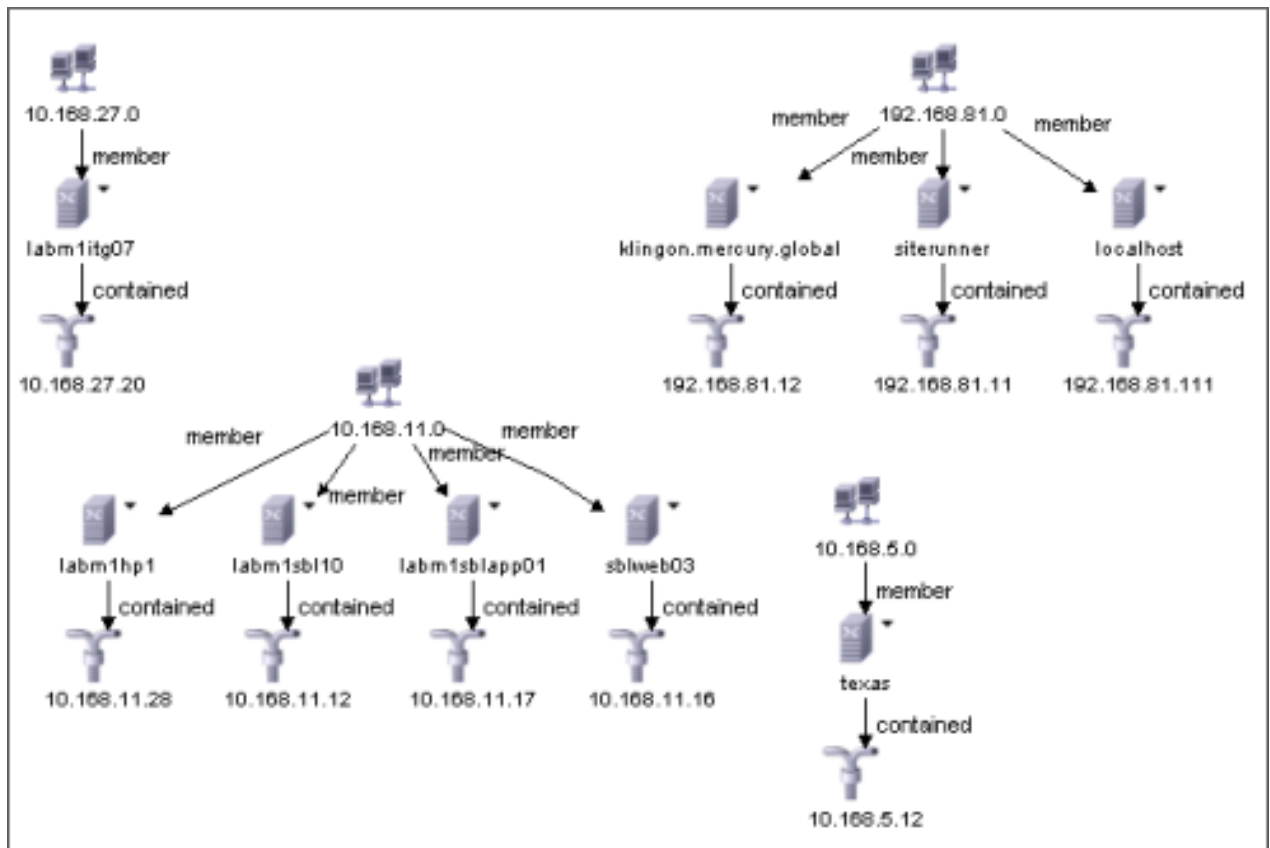 10.168.27.0
member
labm1itg07
contained
10.168.27.20
192.168.81.0
member
member
member
klingon.mercury.global
siterunner
localhost
contained
contained
contained
192.168.81.12
192.168.81.11
192.168.81.111
10.168.11.0
member
member
member
member
labm1hp1
labm1sbl10
labm1sblapp01
sblweb03
contained
contained
contained
contained
10.168.11.28
10.168.11.12
10.168.11.17
10.168.11.16
10.168.5.0
member
texas
contained
10.168.5.12